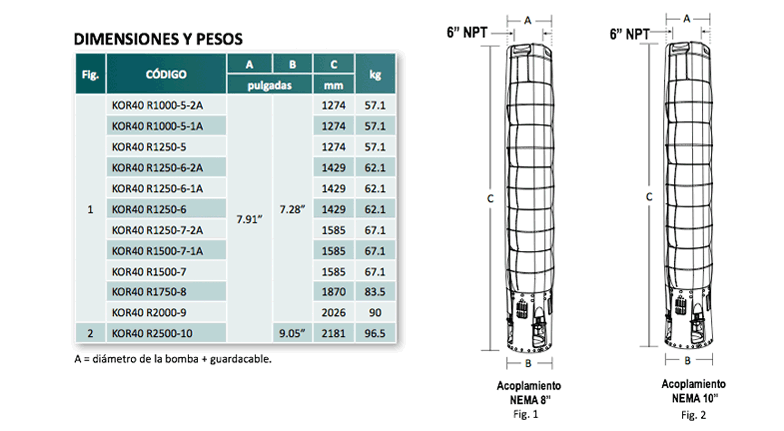 DIMENSIONES Y PESOS
Fig. CÓDIGO A B C kg
pulgadas mm
KOR40 R1000-5-2A 1274 57.1
KOR40 R1000-5-1A 1274 57.1
KOR40 R1250-5 1274 57.1
KOR40 R1250-6-2A 1429 62.1
KOR40 R1250-6-1A 1429 62.1
1 KOR40 R1250-6 7.91” 7.28” 1429 62.1
KOR40 R1250-7-2A 1585 67.1
KOR40 R1500-7-1A 1585 67.1
KOR40 R1500-7 1585 67.1
KOR40 R1750-8 1870 83.5
KOR40 R2000-9 2026 90
2 KOR40 R2500-10 9.05” 2181 96.5
A = diámetro de la bomba + guardacable.
A
6” NPT
C
B
Acoplamiento
NEMA 8”
Fig. 1
A
6” NPT
C
B
Acoplamiento
NEMA 10”
Fig. 2